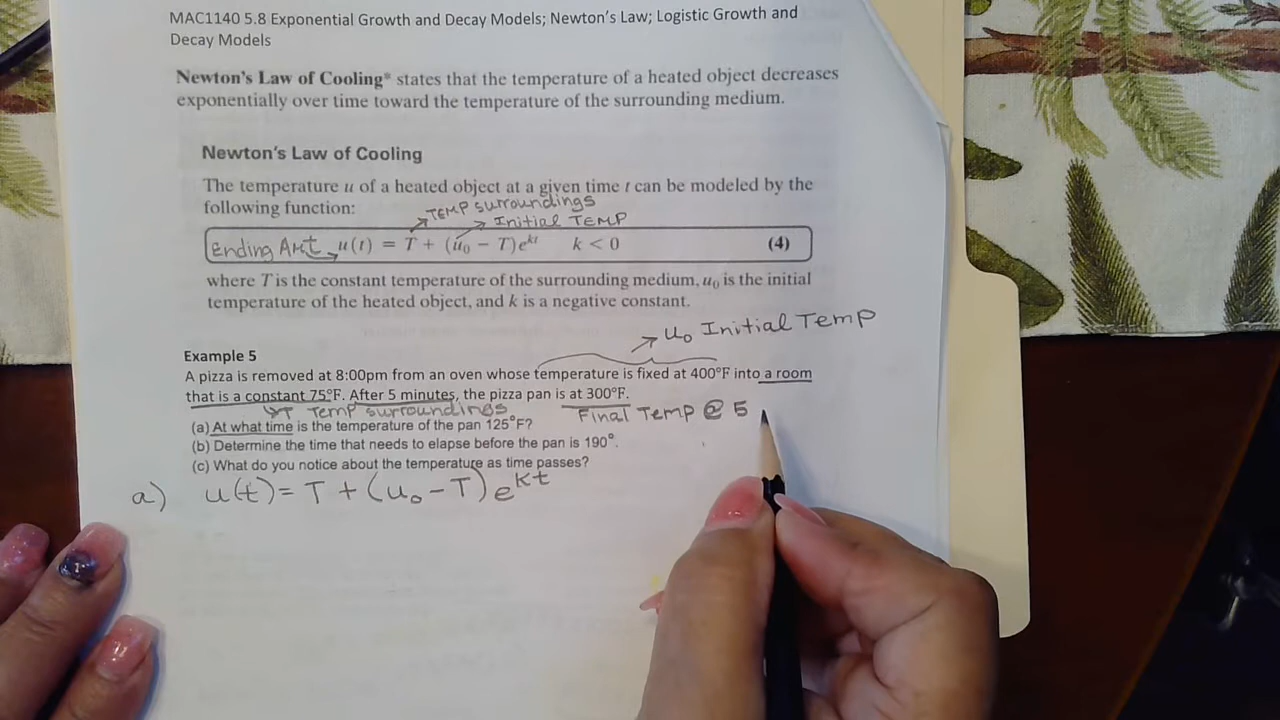 MAC1140 5.8 Exponential Growth and Decay Models; Newton's Law; Logistic Growth and
Decay Models
Newton's Law of Cooling* states that the temperature of a heated object decreases
exponentially over time toward the temperature of the surrounding medium.
Newton's Law of Cooling
The temperature u of a heated object at a given time t can be modeled by the
following function:
TEMP surroundings
Initial TEMP
Ending Amt u(t) = T + (u₀ − T)eᵏᵗ k < 0 (4)
where T is the constant temperature of the surrounding medium, u₀ is the initial
temperature of the heated object, and k is a negative constant.
u₀ Initial Temp
Example 5
A pizza is removed at 8:00pm from an oven whose temperature is fixed at 400°F into a room
that is a constant 75°F. After 5 minutes, the pizza pan is at 300°F.
T Temp surroundings Final Temp @ 5
(a) At what time is the temperature of the pan 125°F?
(b) Determine the time that needs to elapse before the pan is 190°.
(c) What do you notice about the temperature as time passes?
a) u(t) = T + (u₀ − T) eᵏᵗ